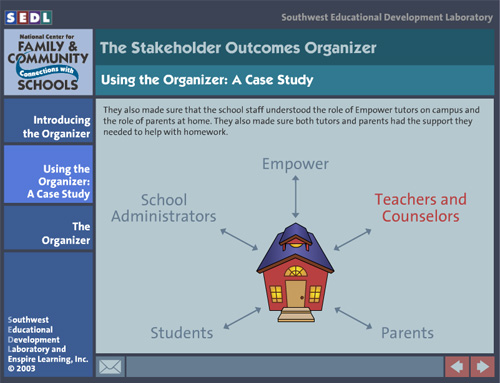 SEDL
Southwest Educational Development Laboratory
National Center for
FAMILY &
COMMUNITY
Connections with
SCHOOLS
The Stakeholder Outcomes Organizer
Using the Organizer: A Case Study
Introducing
the Organizer
Using the
Organizer:
A Case Study
The
Organizer
They also made sure that the school staff understood the role of Empower tutors on campus and
the role of parents at home. They also made sure both tutors and parents had the support they
needed to help with homework.
Empower
School
Administrators
Teachers and
Counselors
Students
Parents
Southwest
Educational
Development
Laboratory and
Enspire Learning, Inc.
© 2003